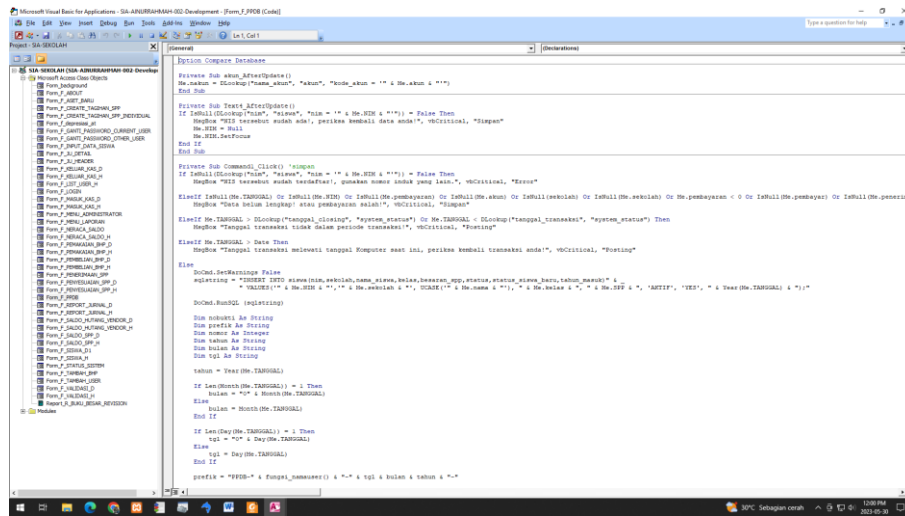 Microsoft Visual Basic for Applications - SIA-AINURRAHMAH-002-Development - [Form_F_PPDB (Code)]
File Edit View Insert Debug Run Tools Add-Ins Window Help
Type a question for help
Ln 1, Col 1
Project - SIA-SEKOLAH
SIA-SEKOLAH (SIA-AINURRAHMAH-002-Develop
Microsoft Access Class Objects
Form_background
Form_F_ABOUT
Form_F_ASET_BARU
Form_F_CREATE_TAGIHAN_SPP
Form_F_CREATE_TAGIHAN_SPP_INDIVIDUAL
Form_F_depresiasi_at
Form_F_GANTI_PASSWORD_CURRENT_USER
Form_F_GANTI_PASSWORD_OTHER_USER
Form_F_INPUT_DATA_SISWA
Form_F_JU_DETAIL
Form_F_JU_HEADER
Form_F_KELUAR_KAS_D
Form_F_KELUAR_KAS_H
Form_F_LIST_USER_H
Form_F_LOGIN
Form_F_MASUK_KAS_D
Form_F_MASUK_KAS_H
Form_F_MENU_ADMINISTRATOR
Form_F_MENU_LAPORAN
Form_F_NERACA_SALDO
Form_F_NERACA_SALDO_H
Form_F_PEMAKAIAN_BHP_D
Form_F_PEMAKAIAN_BHP_H
Form_F_PEMBELIAN_BHP_D
Form_F_PEMBELIAN_BHP_H
Form_F_PENERIMAAN_SPP
Form_F_PENYESUAIAN_SPP_D
Form_F_PENYESUAIAN_SPP_H
Form_F_PPDB
Form_F_REPORT_JURNAL_D
Form_F_REPORT_JURNAL_H
Form_F_SALDO_HUTANG_VENDOR_D
Form_F_SALDO_HUTANG_VENDOR_H
Form_F_SALDO_SPP_D
Form_F_SALDO_SPP_H
Form_F_SISWA_D1
Form_F_SISWA_H
Form_F_STATUS_SISTEM
Form_F_TAMBAH_BHP
Form_F_TAMBAH_USER
Form_F_VALIDASI_D
Form_F_VALIDASI_H
Report_R_BUKU_BESAR_REVISION
Modules
(General)
(Declarations)
Option Compare Database
Private Sub akun_AfterUpdate()
Me.nakun = DLookup("nama_akun", "akun", "kode_akun = '" & Me.akun & "'")
End Sub
Private Sub Text4_AfterUpdate()
If IsNull(DLookup("nim", "siswa", "nim = '" & Me.NIM & "'")) = False Then
MsgBox "NIS tersebut sudah ada!, periksa kembali data anda!", vbCritical, "Simpan"
Me.NIM = Null
Me.NIM.SetFocus
End If
End Sub
Private Sub Command1_Click() 'simpan
If IsNull(DLookup("nim", "siswa", "nim = '" & Me.NIM & "'")) = False Then
MsgBox "NIS tersebut sudah terdaftar!, gunakan nomor induk yang lain.", vbCritical, "Error"
ElseIf IsNull(Me.TANGGAL) Or IsNull(Me.NIM) Or IsNull(Me.pembayaran) Or IsNull(Me.akun) Or IsNull(Me.sekolah) Or IsNull(Me.sekolah) Or Me.pembayaran < 0 Or IsNull(Me.pembayar) Or IsNull(Me.penerim
MsgBox "Data belum lengkap! atau pembayaran salah!", vbCritical, "Simpan"
ElseIf Me.TANGGAL > DLookup("tanggal_closing", "system_status") Or Me.TANGGAL < DLookup("tanggal_transaksi", "system_status") Then
MsgBox "Tanggal transaksi tidak dalam periode transaksi!", vbCritical, "Posting"
ElseIf Me.TANGGAL > Date Then
MsgBox "Tanggal transaksi melewati tanggal Komputer saat ini, periksa kembali transaksi anda!", vbCritical, "Posting"
Else
DoCmd.SetWarnings False
sqlstring = "INSERT INTO siswa(nim,sekolah,nama_siswa,kelas,besaran_spp,status,status_siswa_baru,tahun_masuk)" & _
" VALUES('" & Me.NIM & "','" & Me.sekolah & "', UCASE('" & Me.nama & "'), " & Me.kelas & ", " & Me.SPP & ", 'AKTIF', 'YES', " & Year(Me.TANGGAL) & "))"
DoCmd.RunSQL (sqlstring)
Dim nobukti As String
Dim prefik As String
Dim nomor As Integer
Dim tahun As String
Dim bulan As String
Dim tgl As String
tahun = Year(Me.TANGGAL)
If Len(Month(Me.TANGGAL)) = 1 Then
bulan = "0" & Month(Me.TANGGAL)
Else
bulan = Month(Me.TANGGAL)
End If
If Len(Day(Me.TANGGAL)) = 1 Then
tgl = "0" & Day(Me.TANGGAL)
Else
tgl = Day(Me.TANGGAL)
End If
prefik = "PPDB-" & fungsi_namauser() & "-" & tgl & bulan & tahun & "-"
30°C Sebagian cerah
12:00 PM
2023-05-30